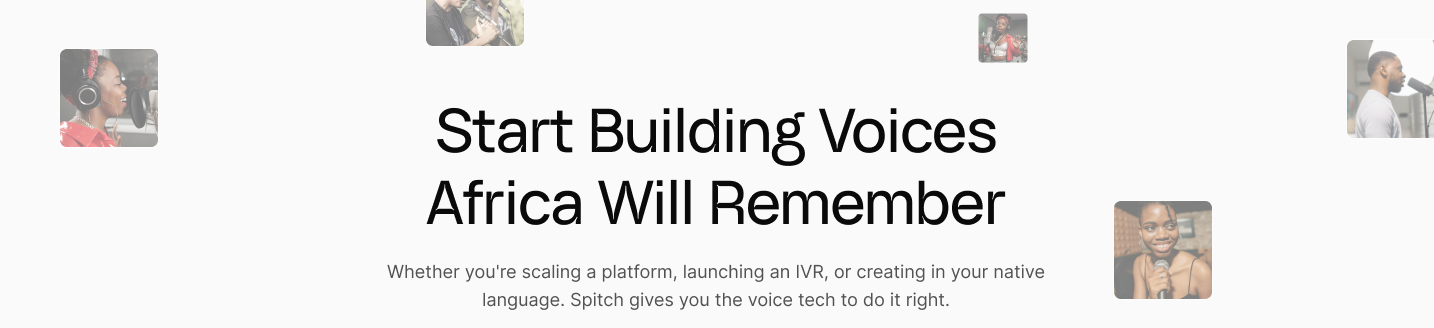 Start Building Voices
Africa Will Remember
Whether you're scaling a platform, launching an IVR, or creating in your native
language. Spitch gives you the voice tech to do it right.